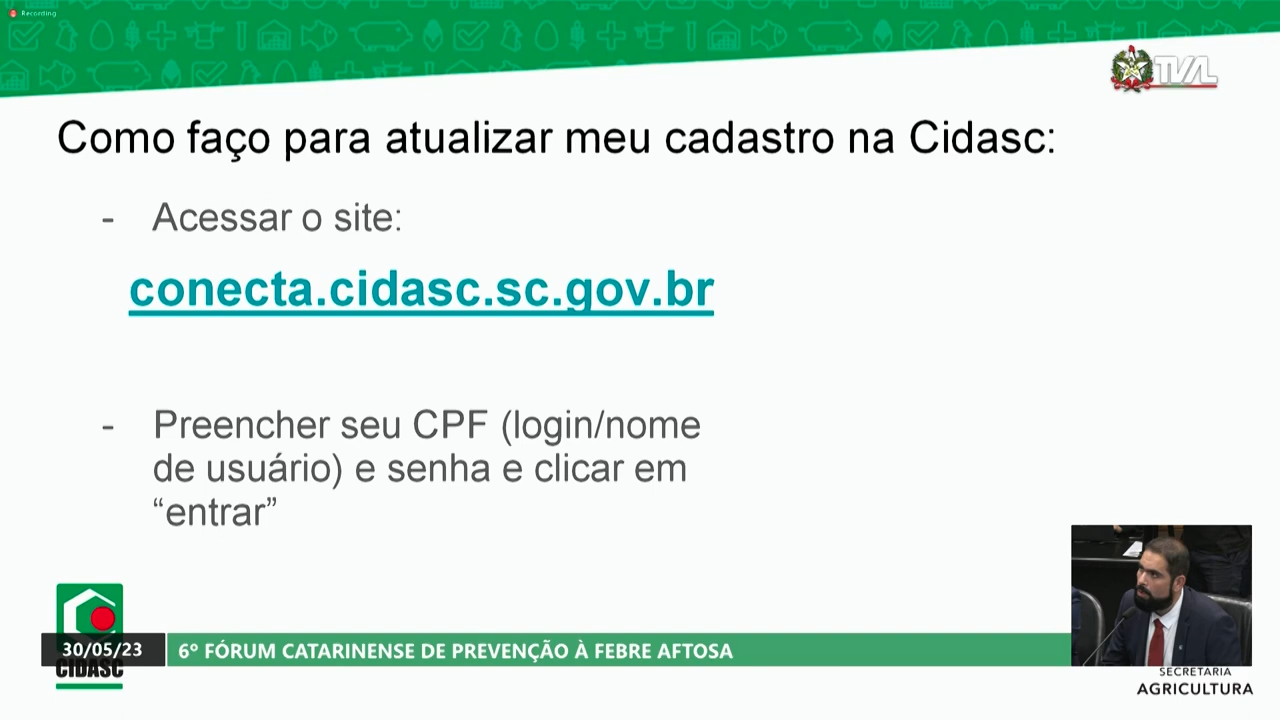 Recording
TVAL
Como faço para atualizar meu cadastro na Cidasc:
- Acessar o site:
conecta.cidasc.sc.gov.br
- Preencher seu CPF (login/nome
de usuário) e senha e clicar em
“entrar”
30/05/23
6º FÓRUM CATARINENSE DE PREVENÇÃO À FEBRE AFTOSA
CIDASC
SECRETARIA
AGRICULTURA